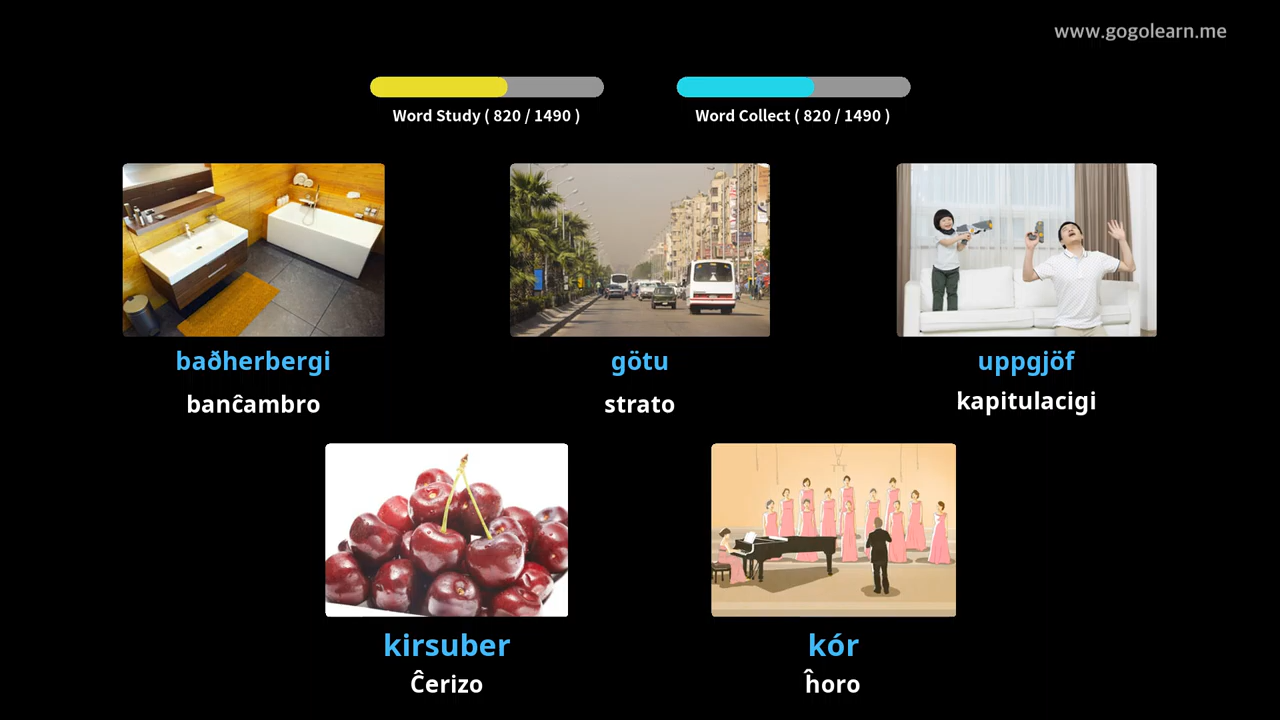 www.gogolearn.me
Word Study ( 820 / 1490 )
Word Collect ( 820 / 1490 )
baðherbergi
banĉambro
götu
strato
uppgjöf
kapitulacigi
kirsuber
Ĉerizo
kór
ĥoro